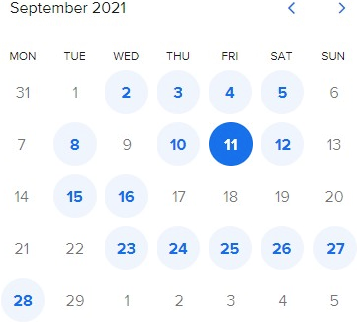 September 2021
MON TUE WED THU FRI SAT SUN
31 1 2 3 4 5 6
7 8 9 10 11 12 13
14 15 16 17 18 19 20
21 22 23 24 25 26 27
28 29 1 2 3 4 5